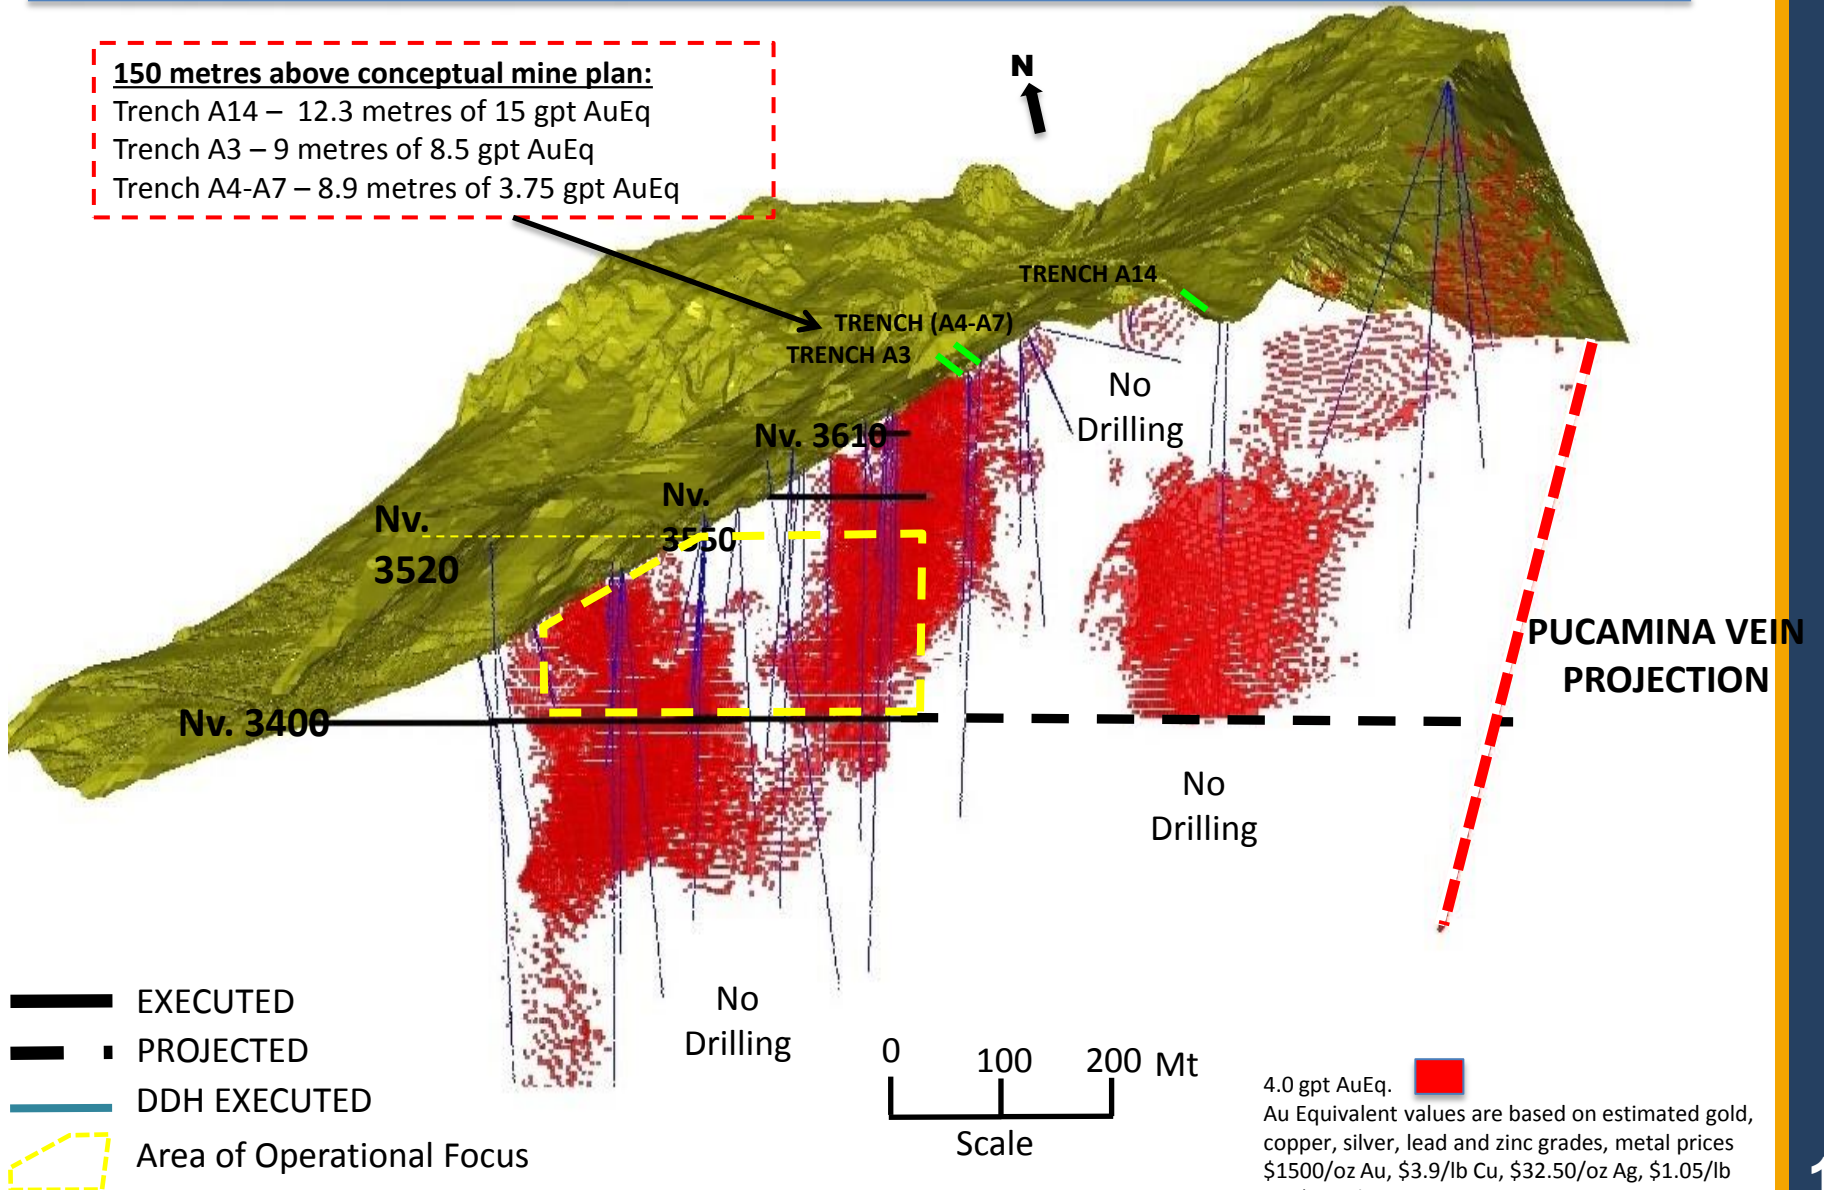 150 metres above conceptual mine plan:
Trench A14 – 12.3 metres of 15 gpt AuEq
Trench A3 – 9 metres of 8.5 gpt AuEq
Trench A4-A7 – 8.9 metres of 3.75 gpt AuEq
N
TRENCH A14
TRENCH (A4-A7)
TRENCH A3
No
Drilling
Nv. 3610
Nv.
3550
Nv.
3520
PUCAMINA VEIN
PROJECTION
Nv. 3400
No
Drilling
No
Drilling
EXECUTED
PROJECTED
DDH EXECUTED
Area of Operational Focus
0 100 200 Mt
Scale
4.0 gpt AuEq.
Au Equivalent values are based on estimated gold,
copper, silver, lead and zinc grades, metal prices
$1500/oz Au, $3.9/lb Cu, $32.50/oz Ag, $1.05/lb